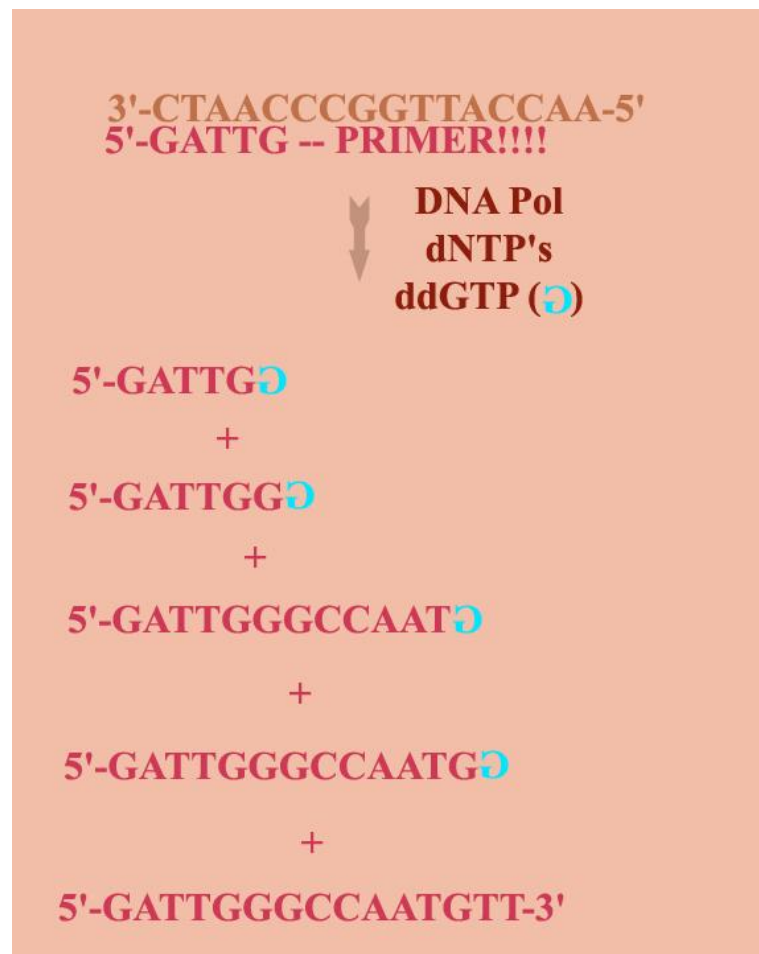 3'-CTAACCCGGTTACCAA-5'
5'-GATTG -- PRIMER!!!!
DNA Pol
dNTP's
ddGTP (G)
5'-GATTGG
+
5'-GATTGGG
+
5'-GATTGGGCCAATG
+
5'-GATTGGGCCAATGG
+
5'-GATTGGGCCAATGTT-3'